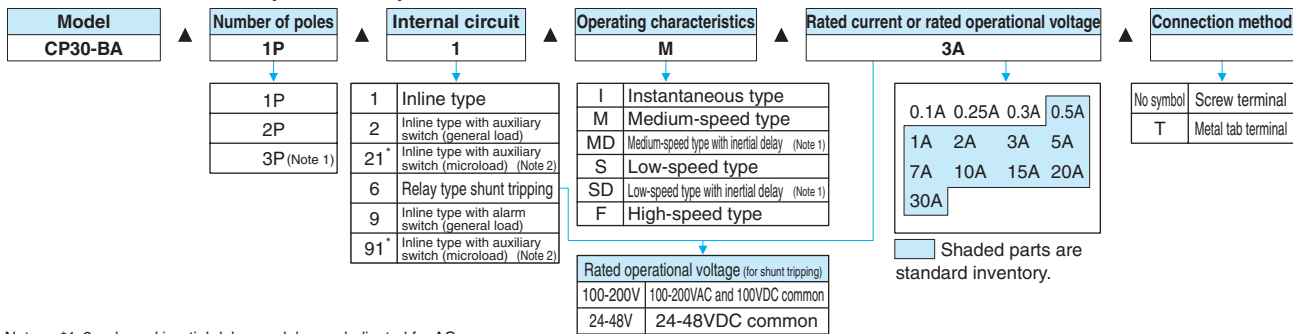 Model
Number of poles
Internal circuit
Operating characteristics
Rated current or rated operational voltage
Connection method
CP30-BA
▲
1P
▲
1
▲
M
▲
3A
▲
1P
2P
3P (Note 1)
1 Inline type
2 Inline type with auxiliary
switch (general load)
21* Inline type with auxiliary
switch (microload) (Note 2)
6 Relay type shunt tripping
9 Inline type with alarm
switch (general load)
91* Inline type with auxiliary
switch (microload) (Note 2)
I Instantaneous type
M Medium-speed type
MD Medium-speed type with inertial delay (Note 1)
S Low-speed type
SD Low-speed type with inertial delay (Note 1)
F High-speed type
Rated operational voltage (for shunt tripping)
100-200V 100-200VAC and 100VDC common
24-48V 24-48VDC common
0.1A 0.25A 0.3A 0.5A
1A 2A 3A 5A
7A 10A 15A 20A
30A
Shaded parts are
standard inventory.
No symbol Screw terminal
T Metal tab terminal